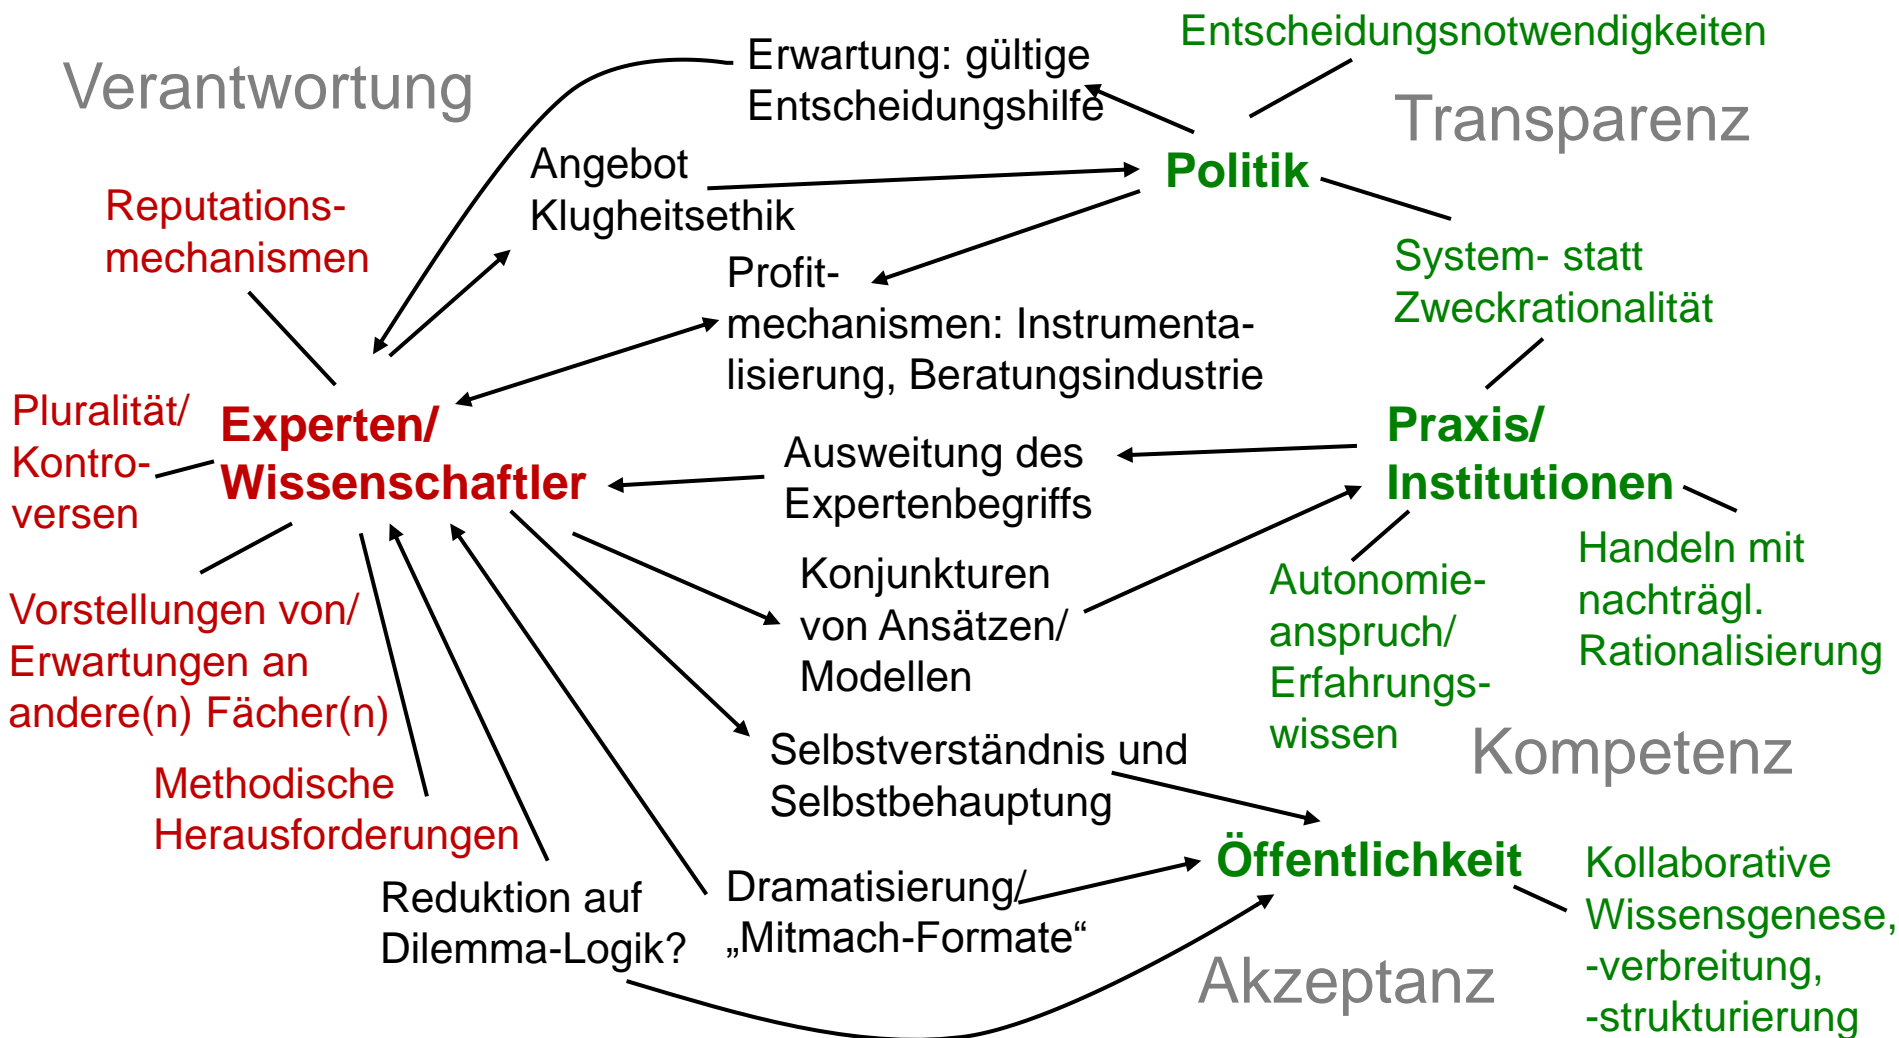 Entscheidungsnotwendigkeiten
Erwartung: gültige
Entscheidungshilfe
Verantwortung
Transparenz
Angebot
Klugheitsethik
Politik
Reputations-
mechanismen
System- statt
Zweckrationalität
Profit-
mechanismen: Instrumenta-
lisierung, Beratungsindustrie
Pluralität/
Kontro-
versen
Experten/
Wissenschaftler
Ausweitung des
Expertenbegriffs
Praxis/
Institutionen
Handeln mit
nachträgl.
Rationalisierung
Konjunkturen
von Ansätzen/
Modellen
Autonomie-
anspruch/
Erfahrungs-
wissen
Vorstellungen von/
Erwartungen an
andere(n) Fächer(n)
Kompetenz
Selbstverständnis und
Selbstbehauptung
Methodische
Herausforderungen
Öffentlichkeit
Kollaborative
Wissensgenese,
-verbreitung,
-strukturierung
Reduktion auf
Dilemma-Logik?
Dramatisierung/
„Mitmach-Formate“
Akzeptanz